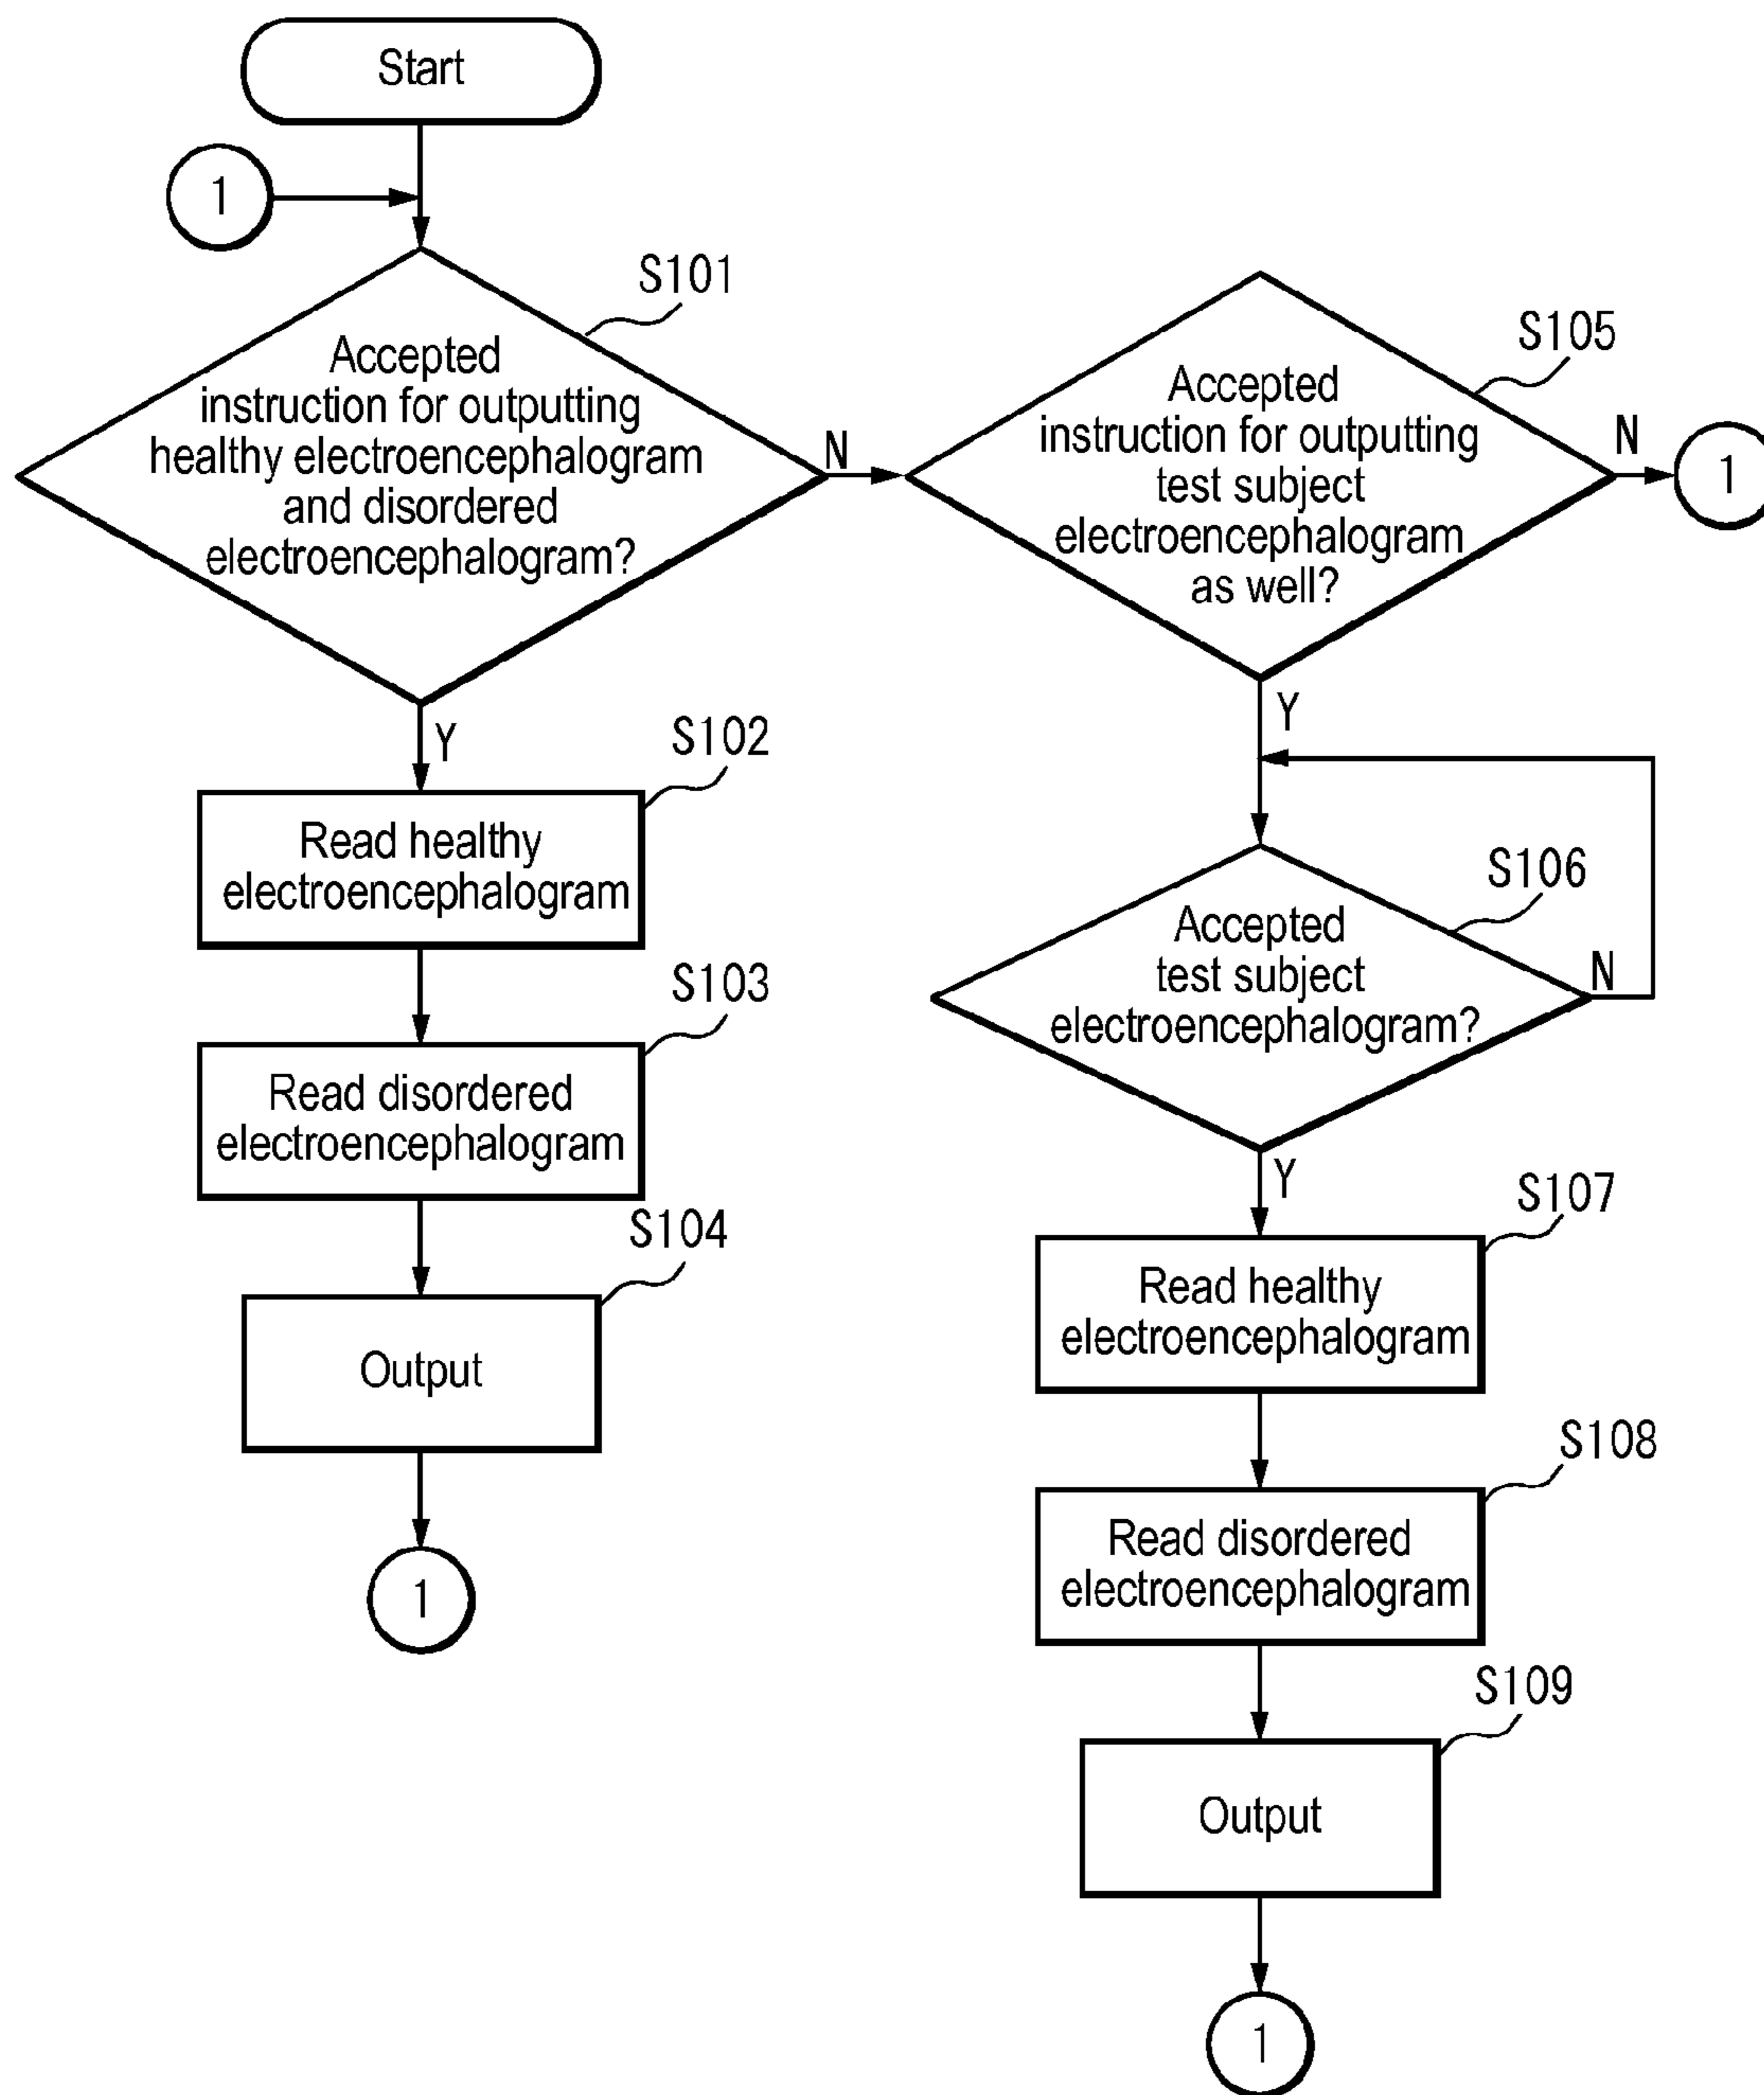 Start
1
S101
Accepted
instruction for outputting
healthy electroencephalogram
and disordered
electroencephalogram?
N
Y
S102
Read healthy
electroencephalogram
S103
Read disordered
electroencephalogram
S104
Output
1
S105
Accepted
instruction for outputting
test subject
electroencephalogram
as well?
N
1
Y
S106
Accepted
test subject
electroencephalogram?
N
Y
S107
Read healthy
electroencephalogram
S108
Read disordered
electroencephalogram
S109
Output
1